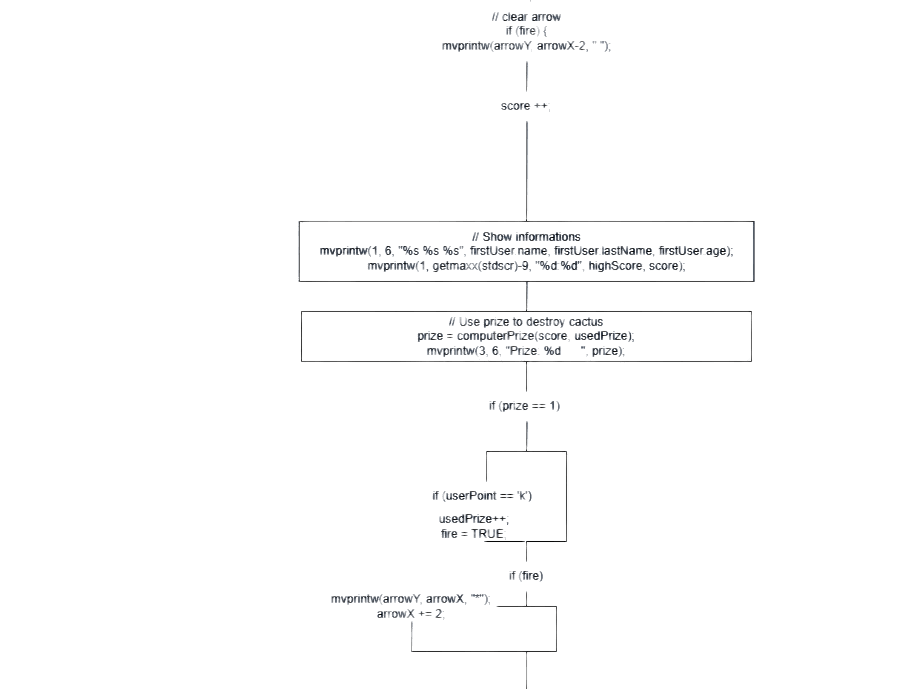 // clear arrow
if (fire) {
mvprintw(arrowY, arrowX-2, " ");
score ++;
// Show informations
mvprintw(1, 6, "%s %s %s", firstUser.name, firstUser.lastName, firstUser.age);
mvprintw(1, getmaxx(stdscr)-9, "%d:%d", highScore, score);
// Use prize to destroy cactus
prize = computerPrize(score, usedPrize);
mvprintw(3, 6, "Prize: %d      ", prize);
if (prize == 1)
if (userPoint == 'k')
usedPrize++;
fire = TRUE;
if (fire)
mvprintw(arrowY, arrowX, "*");
arrowX += 2;